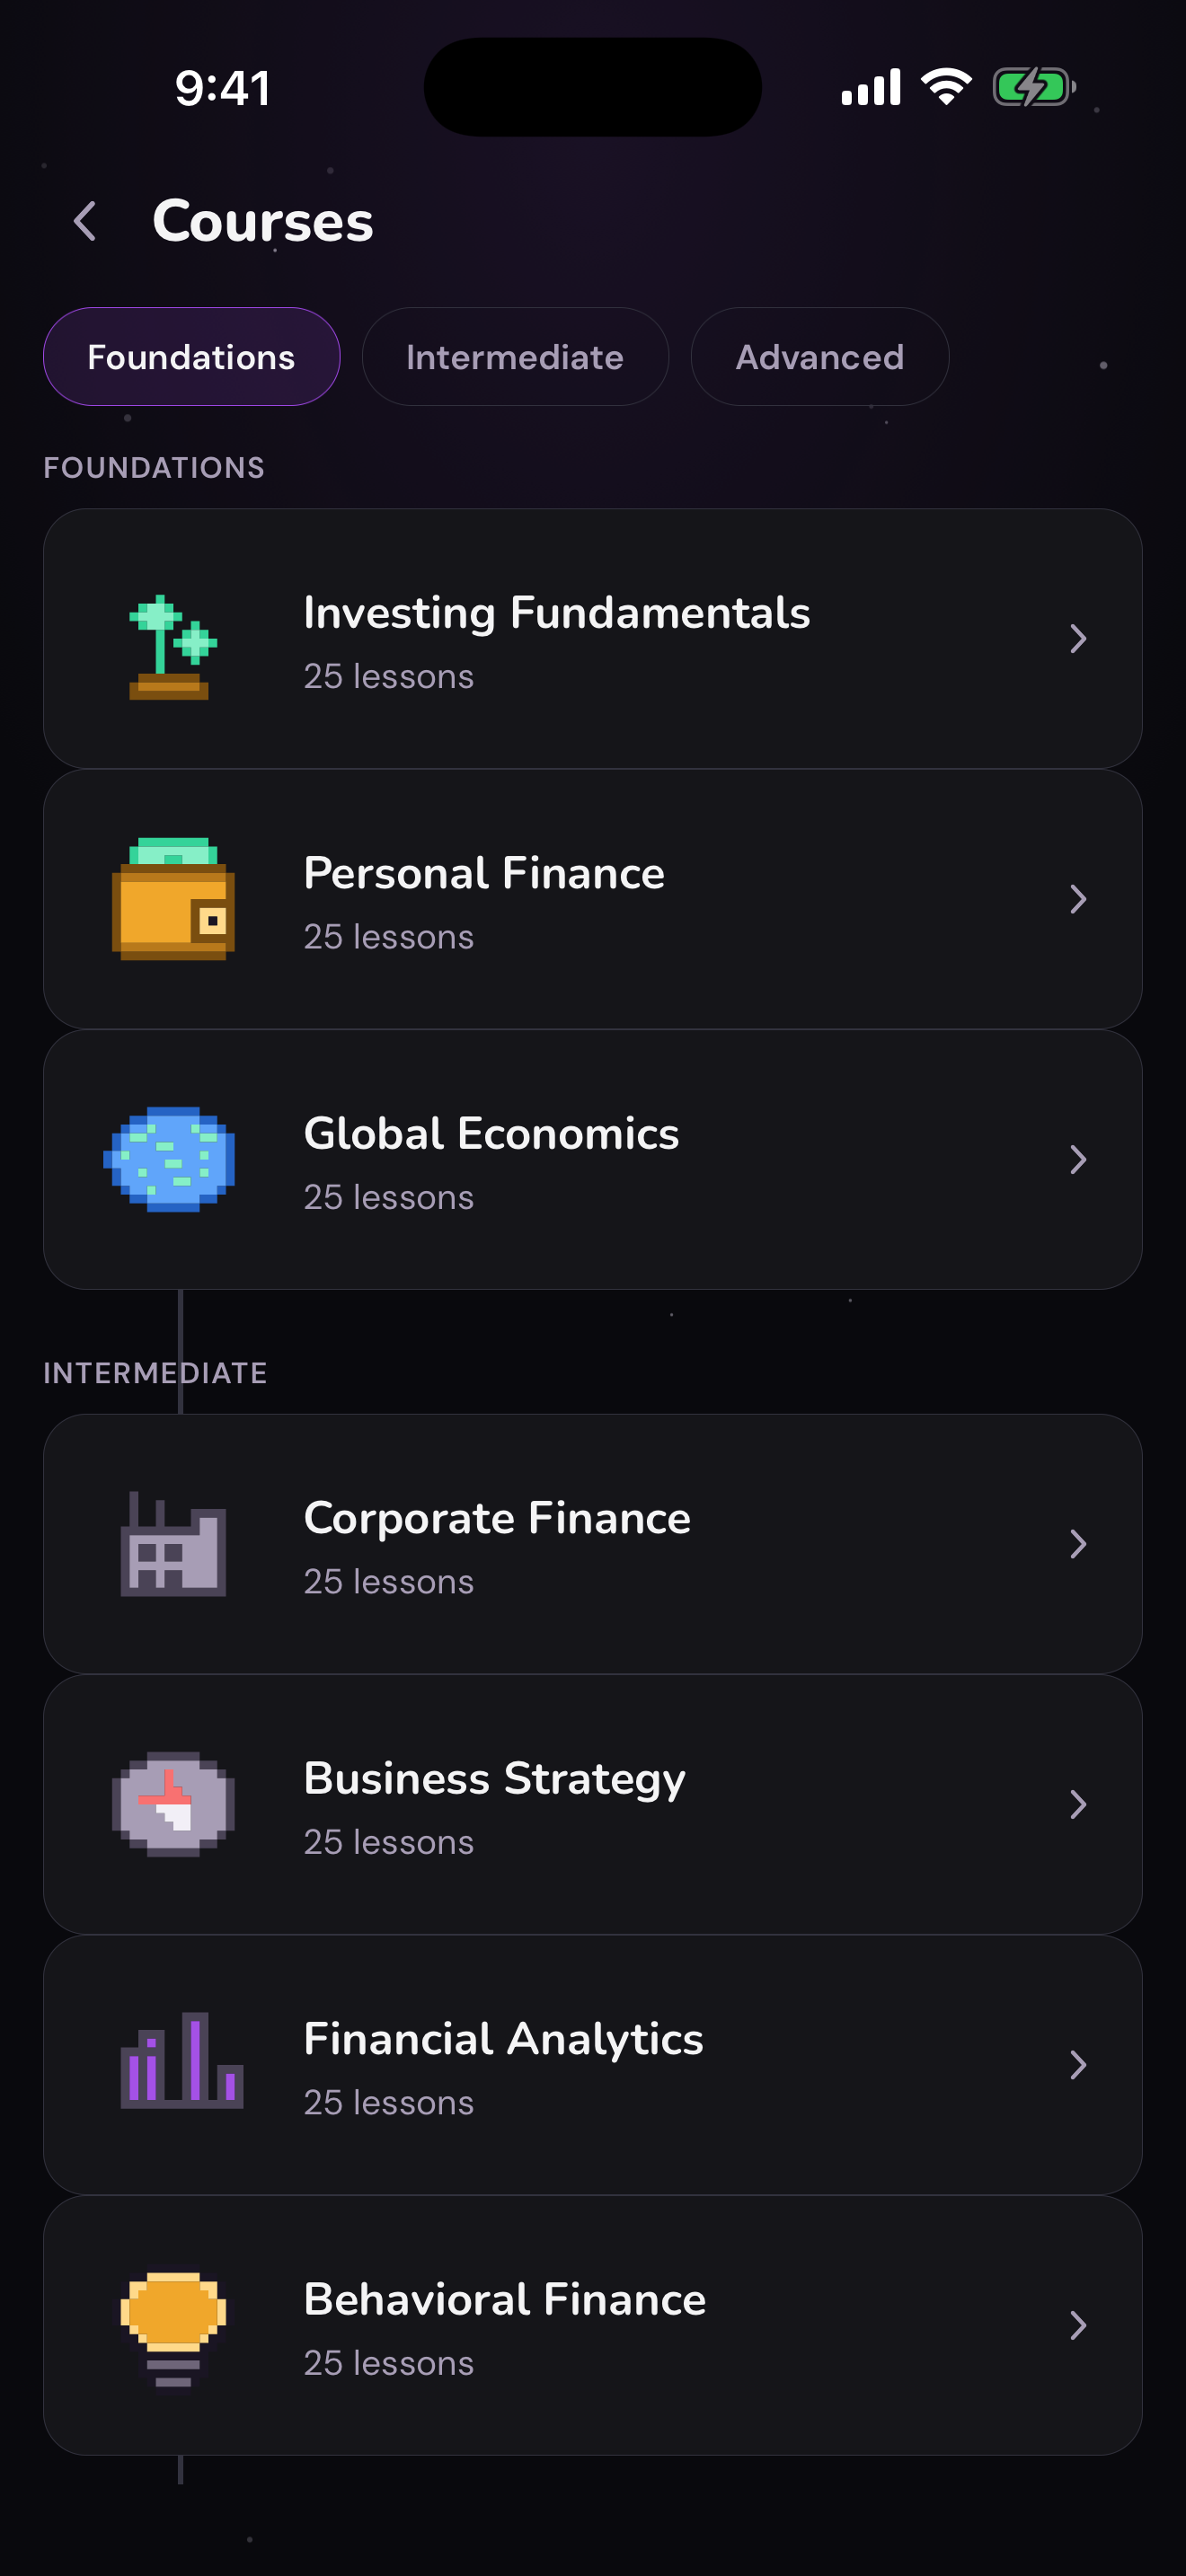 9:41
Courses
Foundations
Intermediate
Advanced
FOUNDATIONS
Investing Fundamentals
25 lessons
Personal Finance
25 lessons
Global Economics
25 lessons
INTERMEDIATE
Corporate Finance
25 lessons
Business Strategy
25 lessons
Financial Analytics
25 lessons
Behavioral Finance
25 lessons